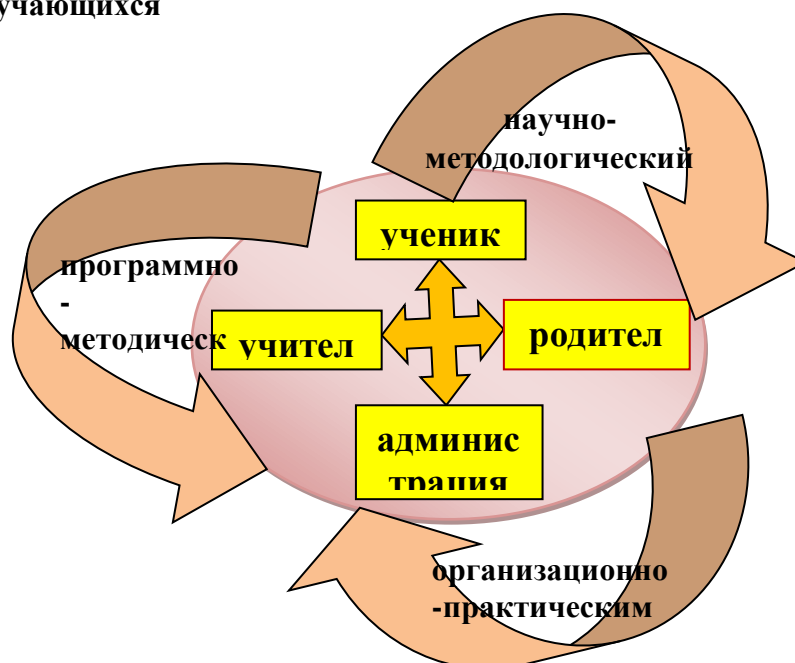 учающихся
научно-
методологический
ученик
программно
-
методическ
учител
родител
админис
трация
организационно
-практическим